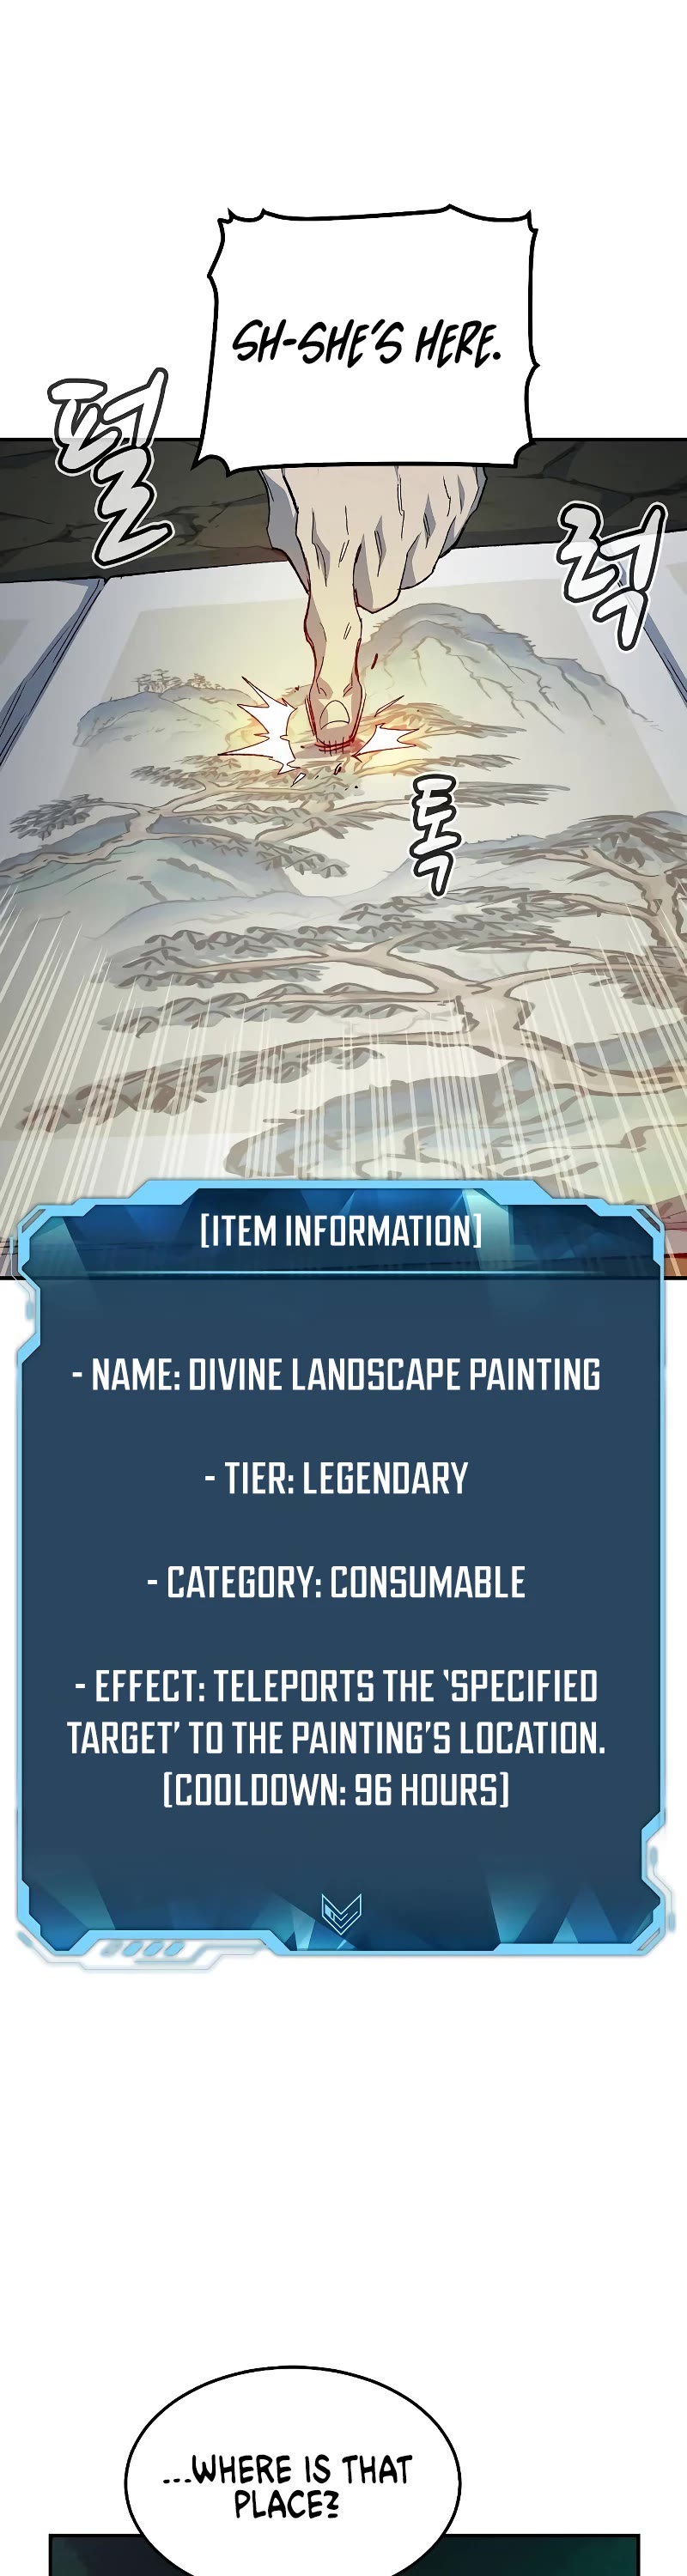 SH-SHE'S HERE.
펄
럭
톡
[ITEM INFORMATION]
- NAME: DIVINE LANDSCAPE PAINTING
- TIER: LEGENDARY
- CATEGORY: CONSUMABLE
- EFFECT: TELEPORTS THE ‘SPECIFIED
TARGET’ TO THE PAINTING’S LOCATION.
[COOLDOWN: 96 HOURS]
...WHERE IS THAT
PLACE?